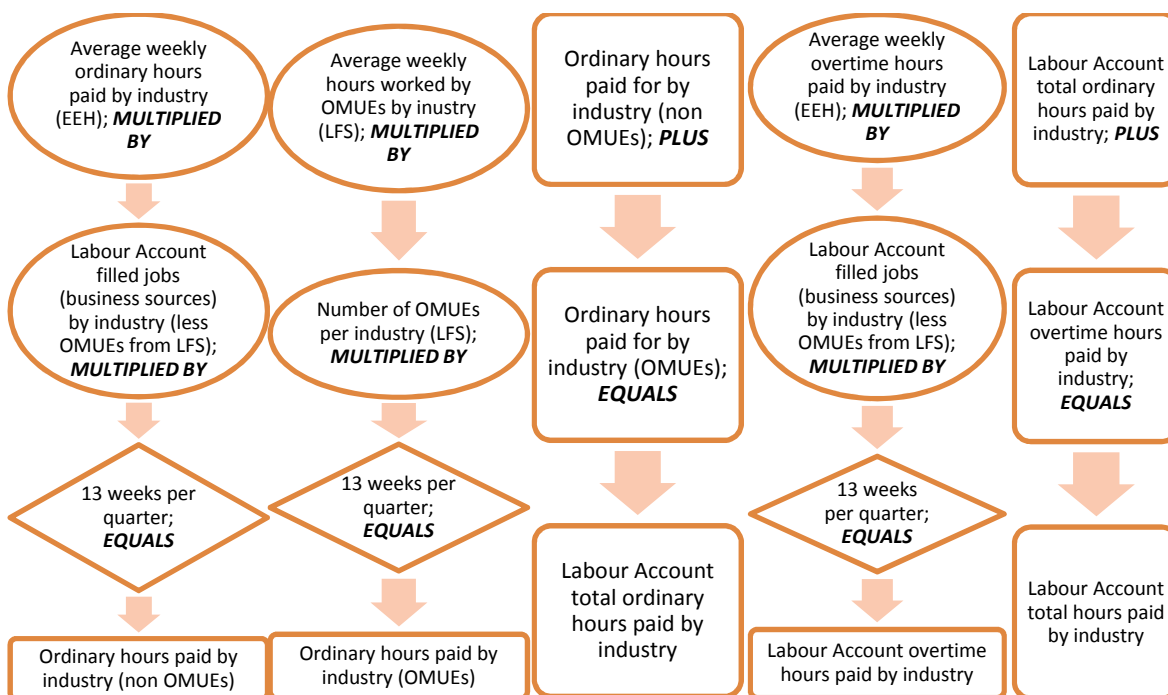 Average weekly
ordinary hours
paid by industry
(EEH); MULTIPLIED
BY
Labour Account
filled jobs
(business sources)
by industry (less
OMUEs from LFS);
MULTIPLIED BY
13 weeks per
quarter;
EQUALS
Ordinary hours paid by
industry (non OMUEs)
Average weekly
hours worked by
OMUEs by inustry
(LFS); MULTIPLIED
BY
Number of OMUEs
per industry (LFS);
MULTIPLIED BY
13 weeks per
quarter;
EQUALS
Ordinary hours paid by
industry (OMUEs)
Ordinary hours
paid for by
industry (non
OMUEs); PLUS
Ordinary hours
paid for by
industry (OMUEs);
EQUALS
Labour Account
total ordinary
hours paid by
industry
Average weekly
overtime hours
paid by industry
(EEH); MULTIPLIED
BY
Labour Account
filled jobs
(business sources)
by industry (less
OMUEs from LFS);
MULTIPLIED BY
13 weeks
per quarter;
EQUALS
Labour Account overtime
hours paid by industry
Labour Account
total ordinary
hours paid by
industry; PLUS
Labour Account
overtime hours
paid by
industry;
EQUALS
Labour Account
total hours paid
by industry